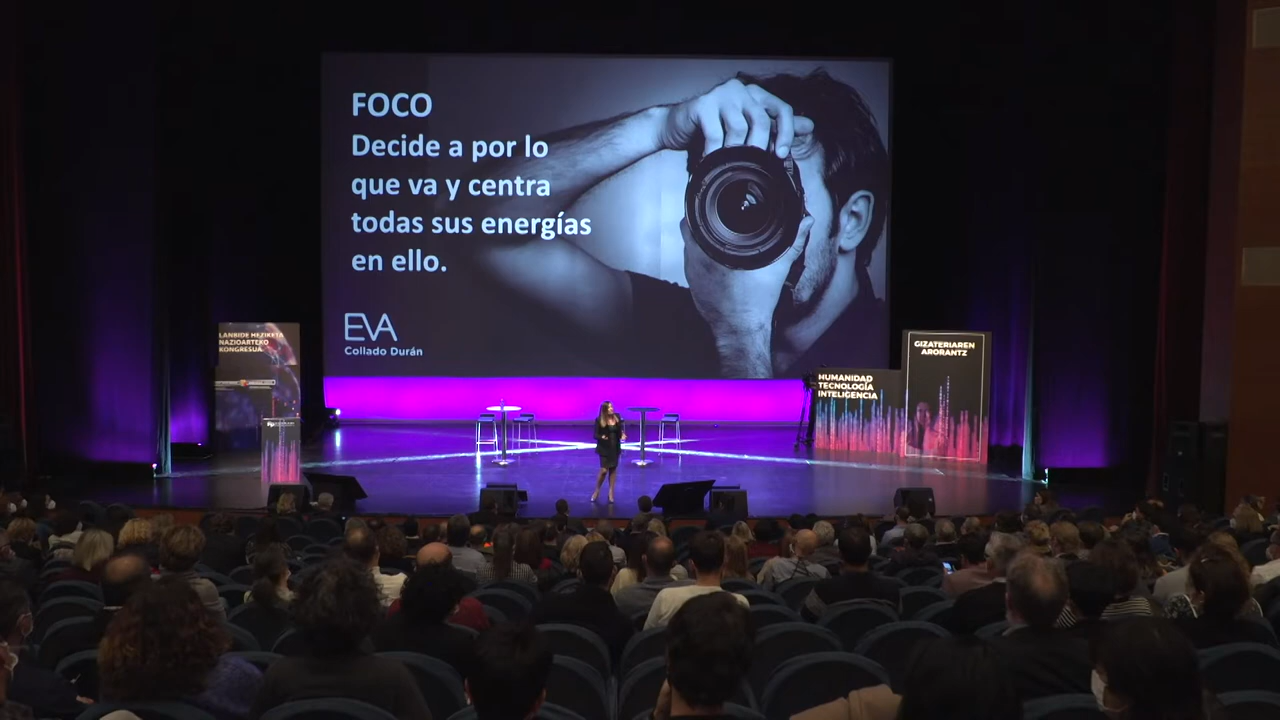 FOCO
Decide a por lo
que va y centra
todas sus energías
en ello.
EVA
Collado Durán
LANBIDE HEZIKETA
NAZIOARTEKO
KONGRESUA
HUMANIDAD
TECNOLOGÍA
INTELIGENCIA
GIZATERIAREN
ARORANTZ